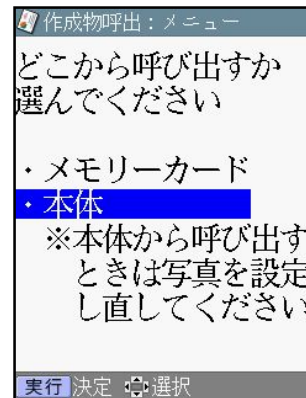 作成物呼出：メニュー
どこから呼び出すか
選んでください
・メモリーカード
・本体
※本体から呼び出す
ときは写真を設定
し直してください
実行 決定 選択